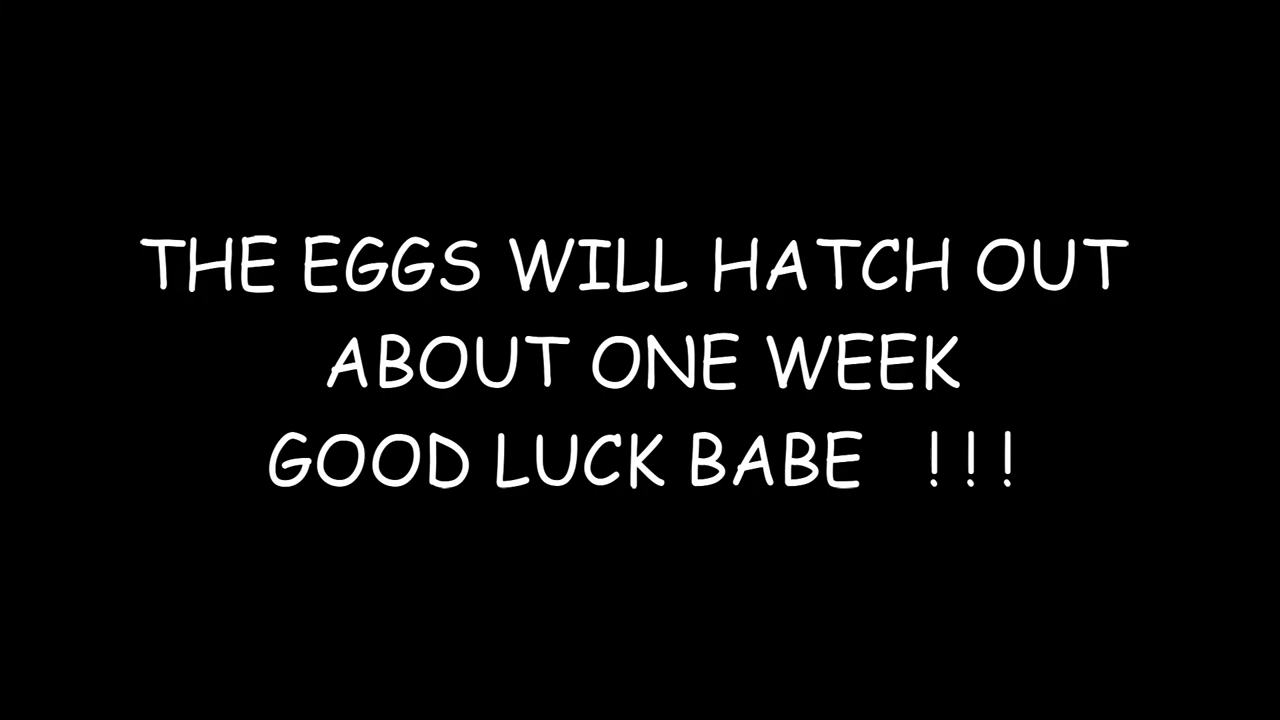 THE EGGS WILL HATCH OUT
ABOUT ONE WEEK
GOOD LUCK BABE   ! ! !